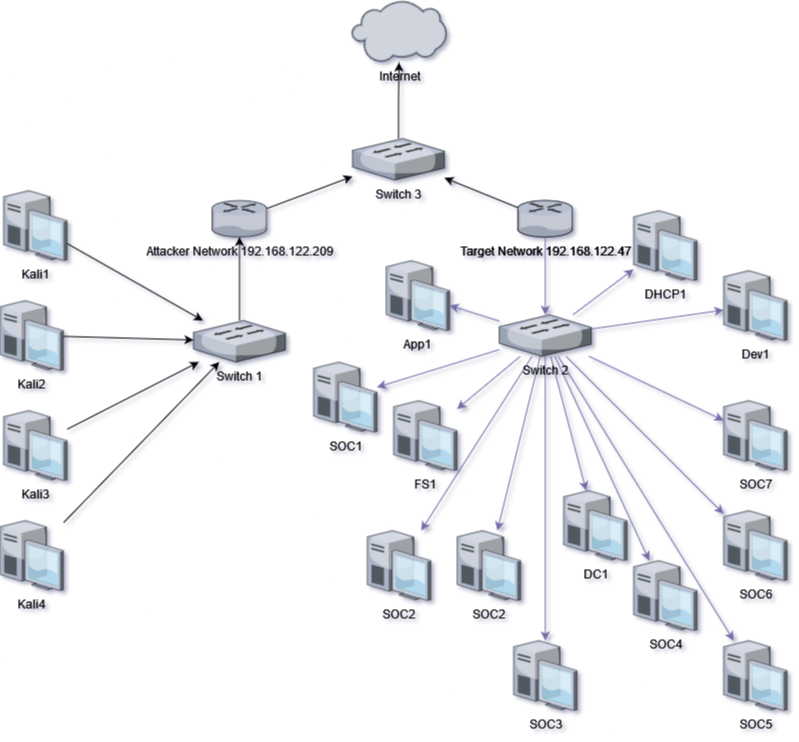 Internet
Switch 3
Attacker Network 192.168.122.209
Target Network 192.168.122.47
Kali1
DHCP1
App1
Dev1
Switch 2
Switch 1
Kali2
SOC1
FS1
SOC7
Kali3
DC1
SOC6
Kali4
SOC2
SOC2
SOC4
SOC3
SOC5